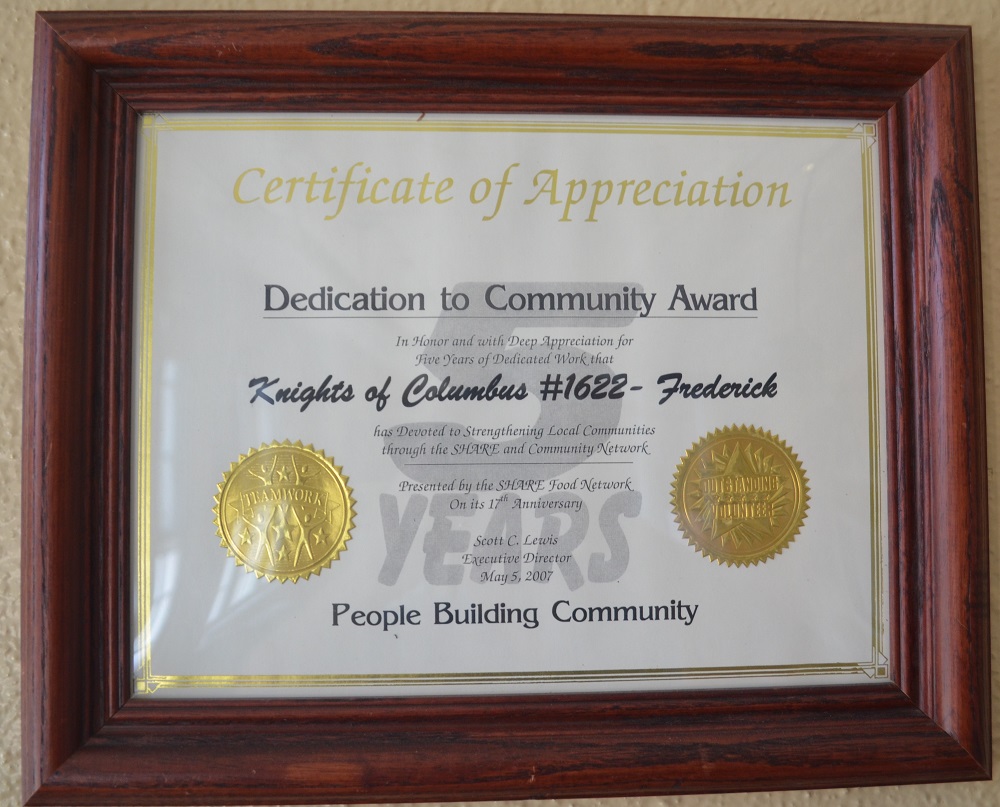 Certificate of Appreciation
Dedication to Community Award
In Honor and with Deep Appreciation for
Five Years of Dedicated Work that
Knights of Columbus #1622- Frederick
has Devoted to Strengthening Local Communities
through the SHARE and Community Network
Presented by the SHARE Food Network
On its 17th Anniversary
Scott C. Lewis
Executive Director
May 5, 2007
People Building Community
5
YEARS
TEAMWORK
OUTSTANDING
VOLUNTEER